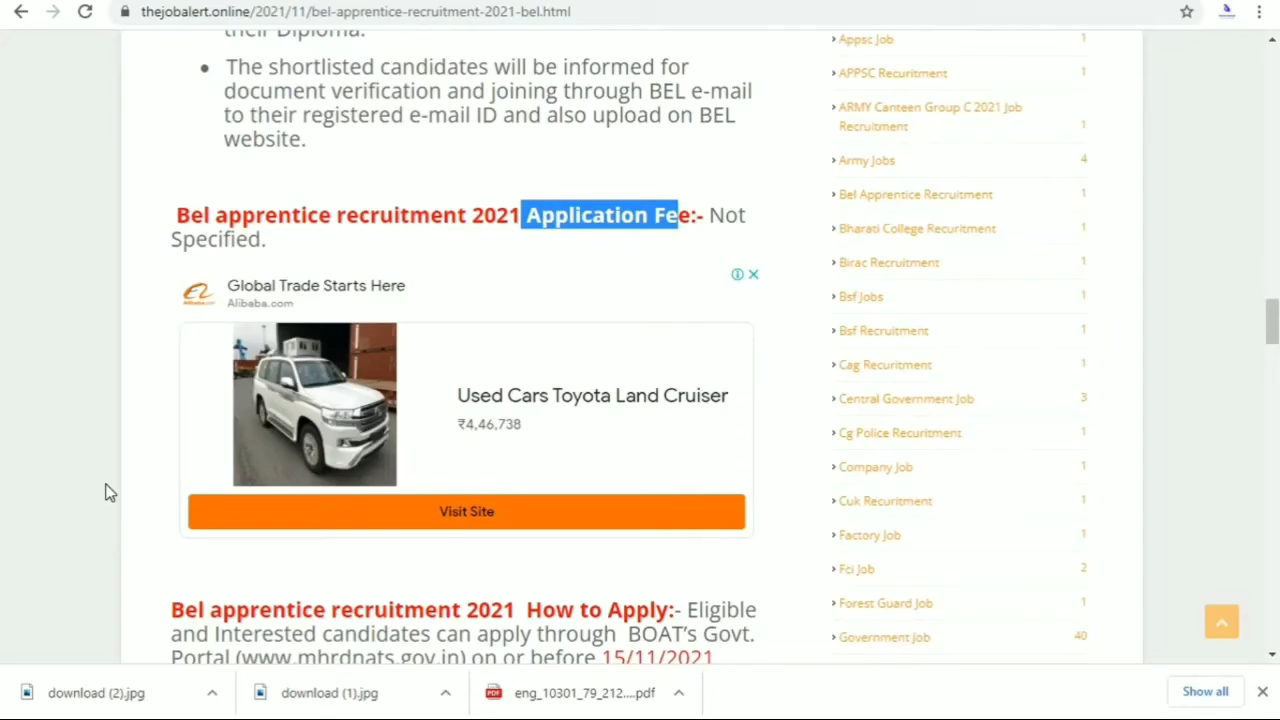 thejobalert.online/2021/11/bel-apprentice-recruitment-2021-bel.html
their Diploma.
The shortlisted candidates will be informed for
document verification and joining through BEL e-mail
to their registered e-mail ID and also upload on BEL
website.
Bel apprentice recruitment 2021 Application Fee:- Not
Specified.
Global Trade Starts Here
Alibaba.com
Used Cars Toyota Land Cruiser
₹4,46,738
Visit Site
Bel apprentice recruitment 2021 How to Apply:- Eligible
and Interested candidates can apply through BOAT's Govt.
Portal (www.mhrdnats.gov.in) on or before 15/11/2021
Appsc Job 1
APPSC Recuritment 1
ARMY Canteen Group C 2021 Job
Recruitment 1
Army Jobs 4
Bel Apprentice Recruitment 1
Bharati College Recuritment 1
Birac Recruitment 1
Bsf Jobs 1
Bsf Recruitment 1
Cag Recuritment 1
Central Government Job 3
Cg Police Recuritment 1
Company Job 1
Cuk Recuritment 1
Factory Job 1
Fci Job 2
Forest Guard Job 1
Government Job 40
download (2).jpg
download (1).jpg
PDF
eng_10301_79_212....pdf
Show all